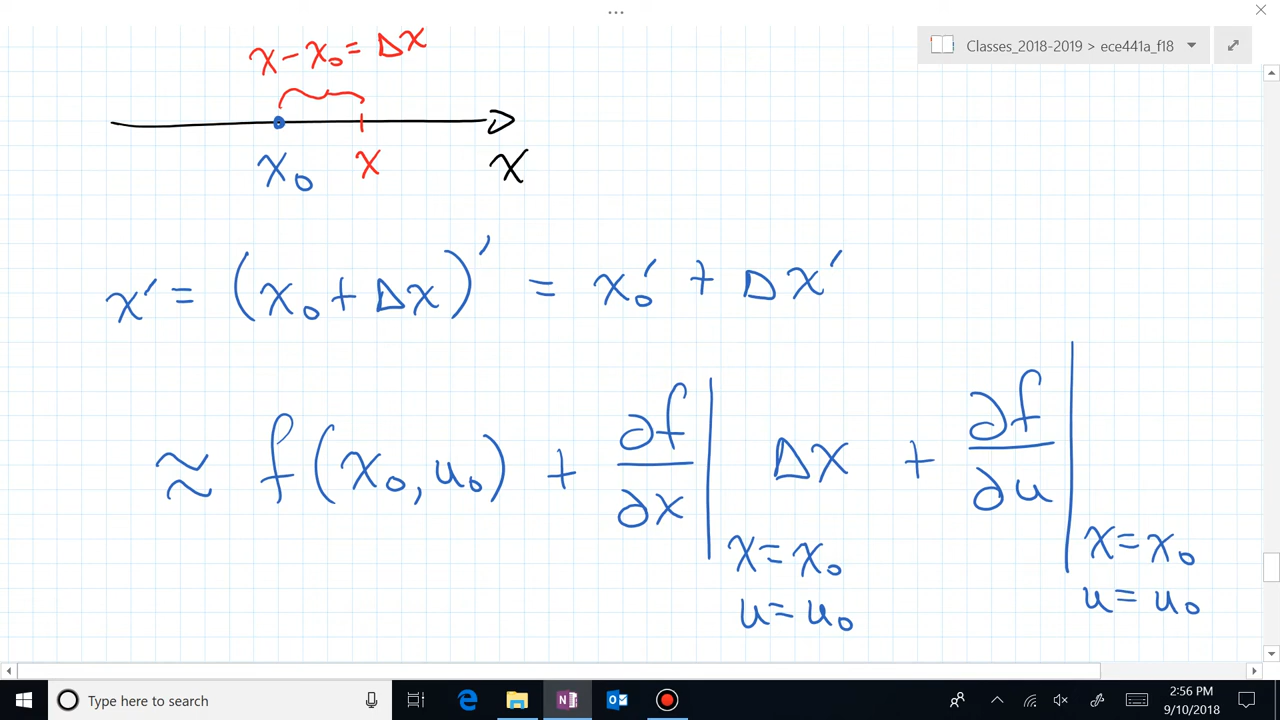 Classes_2018-2019 > ece441a_f18
x - x₀ = Δx
x₀ x x
x' = (x₀ + Δx)' = x₀' + Δx'
≈ f(x₀, u₀) + ∂f/∂x | Δx + ∂f/∂u |
x = x₀ x = x₀
u = u₀ u = u₀
Type here to search
2:56 PM
9/10/2018